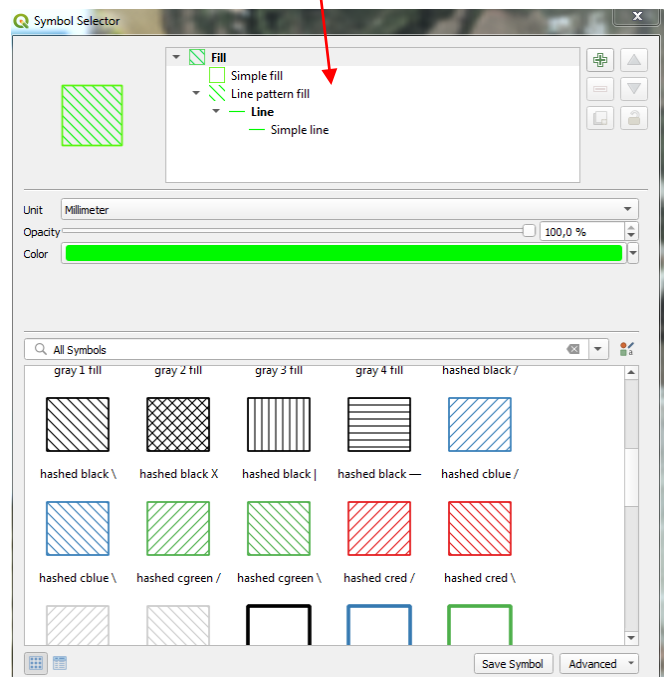 Symbol Selector
x
Fill
Simple fill
Line pattern fill
Line
Simple line
Unit Millimeter
Opacity 100,0 %
Color
All Symbols
gray 1 fill gray 2 fill gray 3 fill gray 4 fill hashed black /
hashed black \ hashed black X hashed black | hashed black — hashed cblue /
hashed cblue \ hashed cgreen / hashed cgreen \ hashed cred / hashed cred \
Save Symbol Advanced